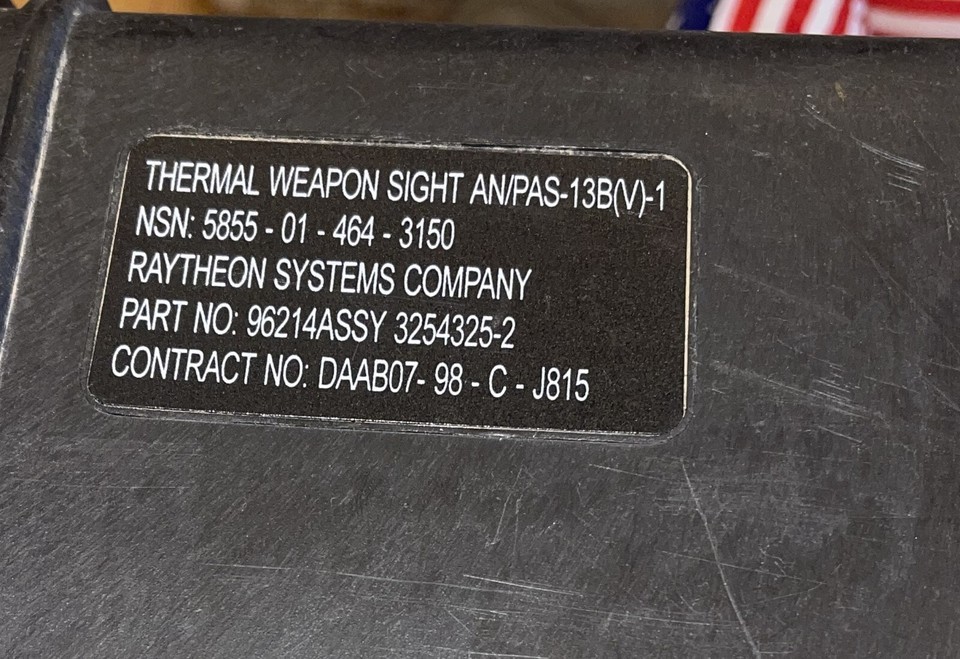 THERMAL WEAPON SIGHT AN/PAS-13B(V)-1
NSN: 5855 - 01 - 464 - 3150
RAYTHEON SYSTEMS COMPANY
PART NO: 96214ASSY 3254325-2
CONTRACT NO: DAAB07- 98 - C - J815